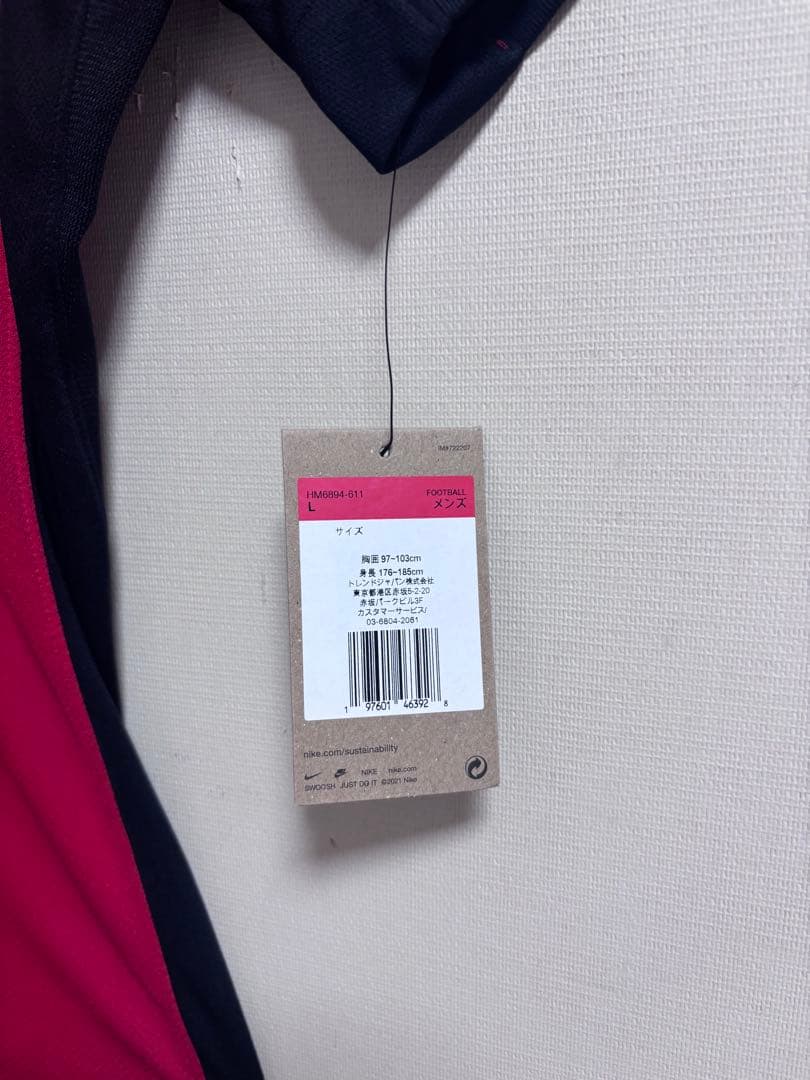 IM#722207
HM6894-611 FOOTBALL
L メンズ
サイズ
胸囲 97~103cm
身長 176~185cm
トレンドジャパン株式会社
東京都港区赤坂5-2-20
赤坂パークビル3F
カスタマーサービス/
03-6804-2061
1 97601 46392 8
nike.com/sustainability
NIKE nike.com
SWOOSH JUST DO IT ©2021 Nike